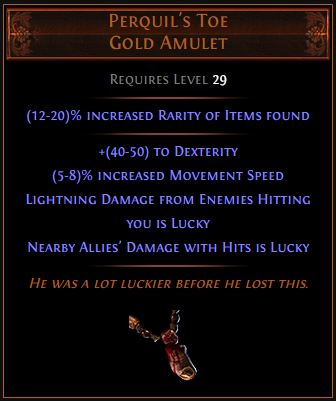 Perquil's Toe
Gold Amulet
Requires Level 29
(12-20)% increased Rarity of Items found
+(40-50) to Dexterity
(5-8)% increased Movement Speed
Lightning Damage from Enemies Hitting
you is Lucky
Nearby Allies' Damage with Hits is Lucky
He was a lot luckier before he lost this.